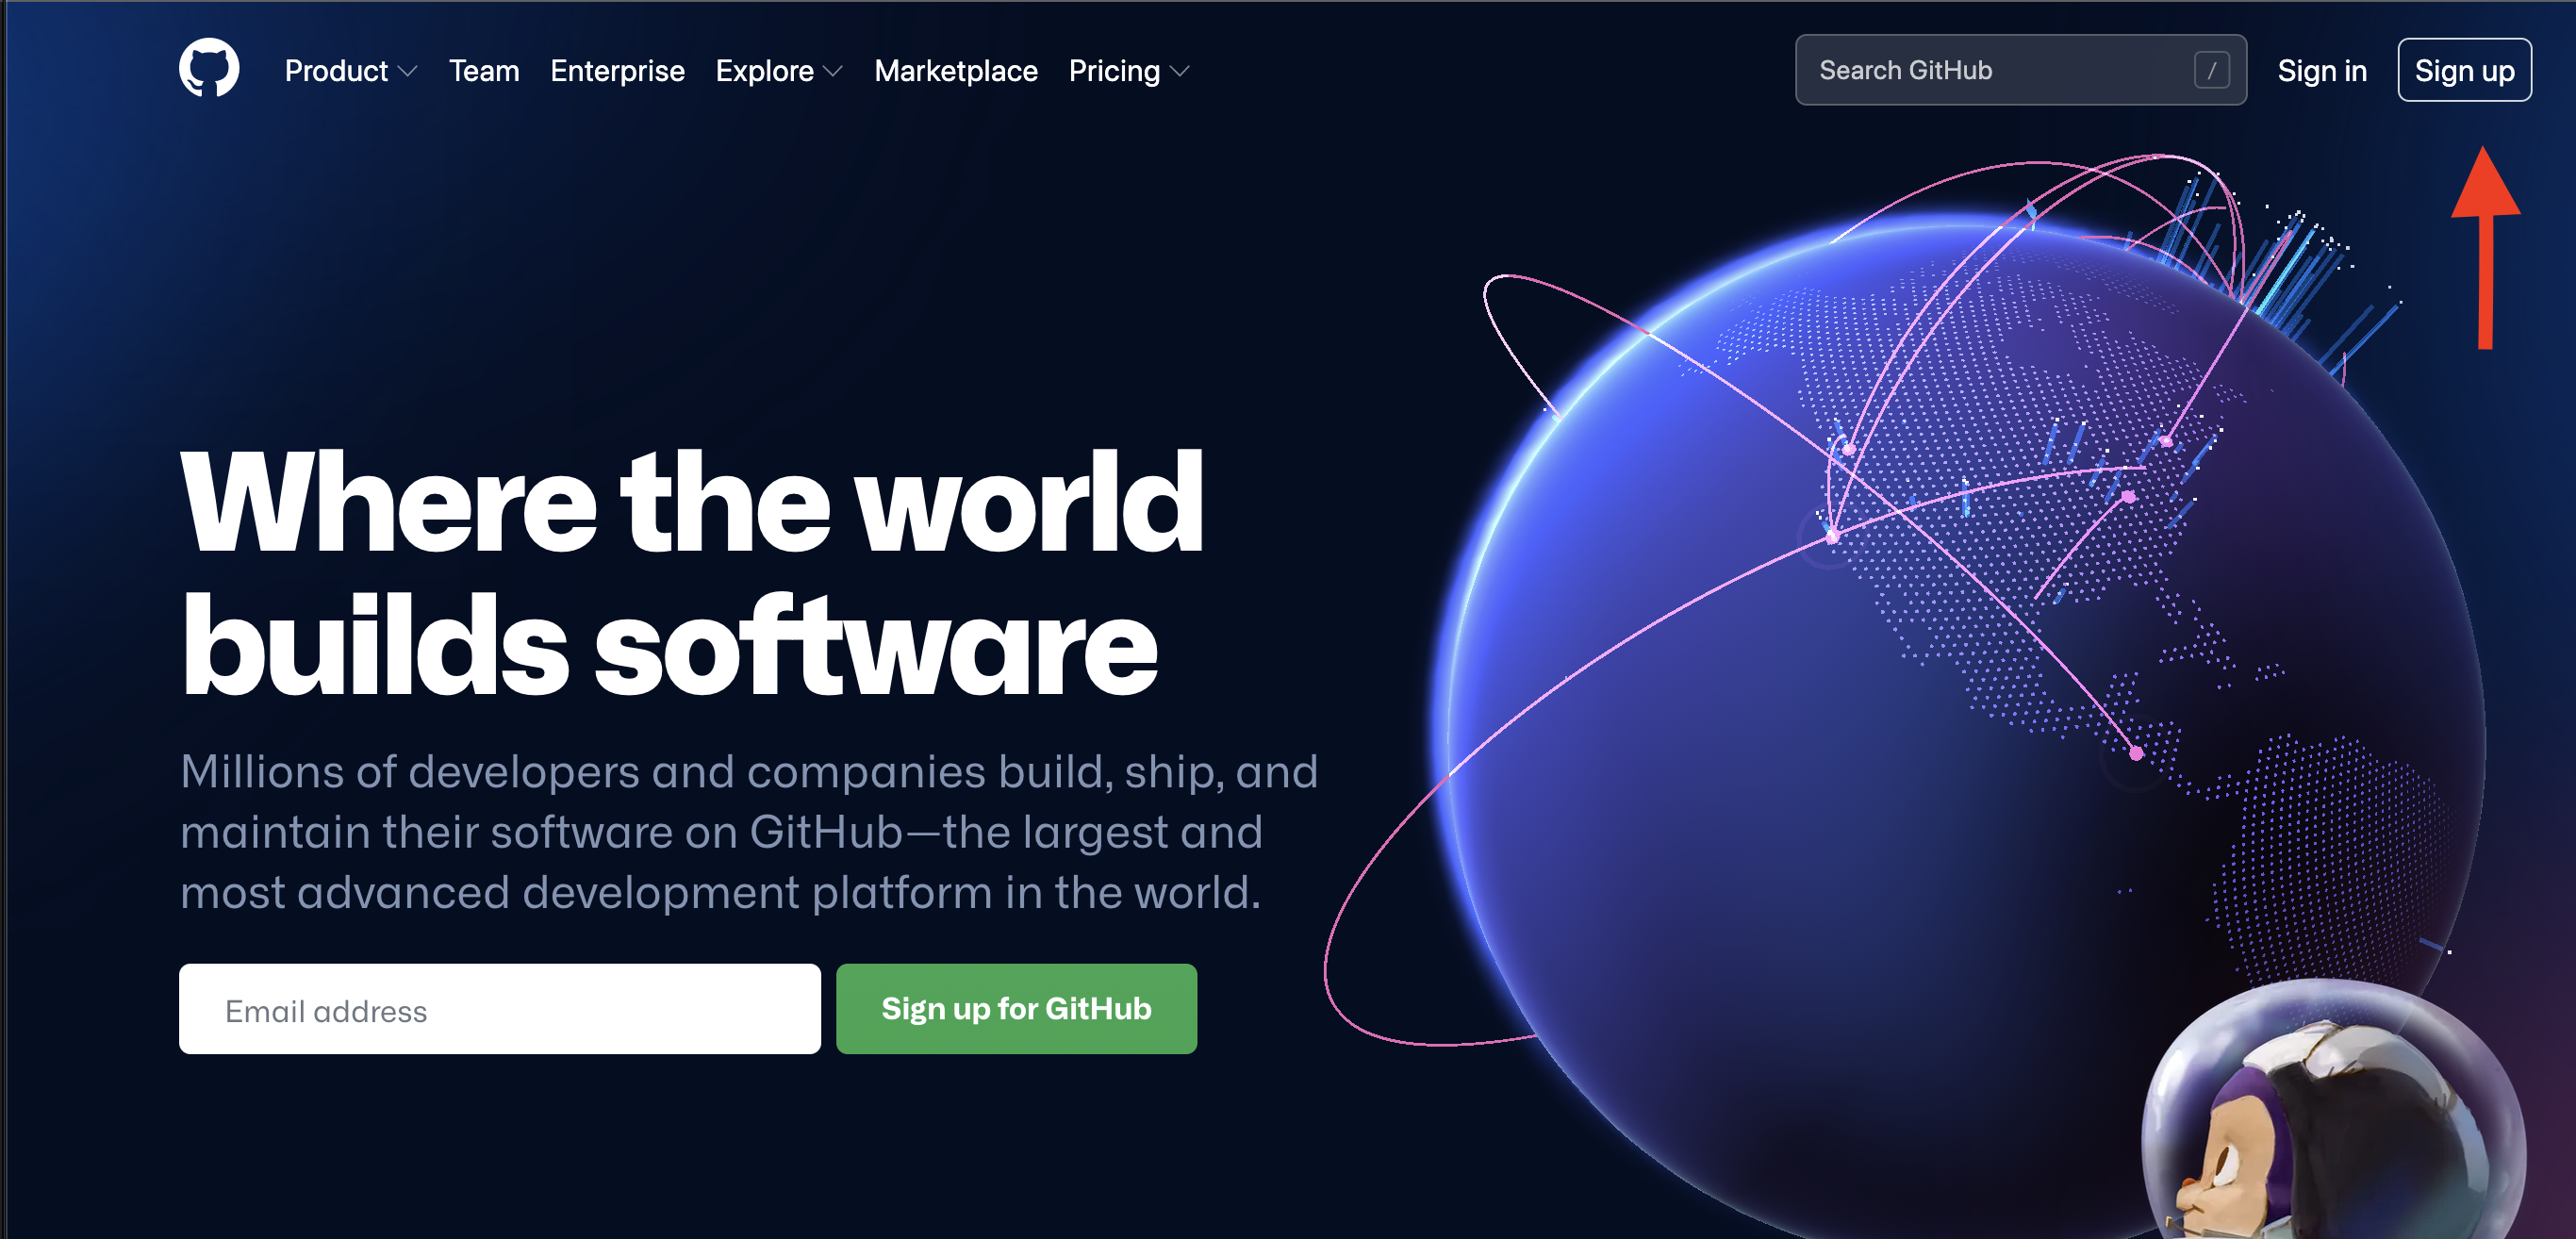 Product Team Enterprise Explore Marketplace Pricing Search GitHub / Sign in Sign up
Where the world
builds software
Millions of developers and companies build, ship, and
maintain their software on GitHub—the largest and
most advanced development platform in the world.
Email address Sign up for GitHub